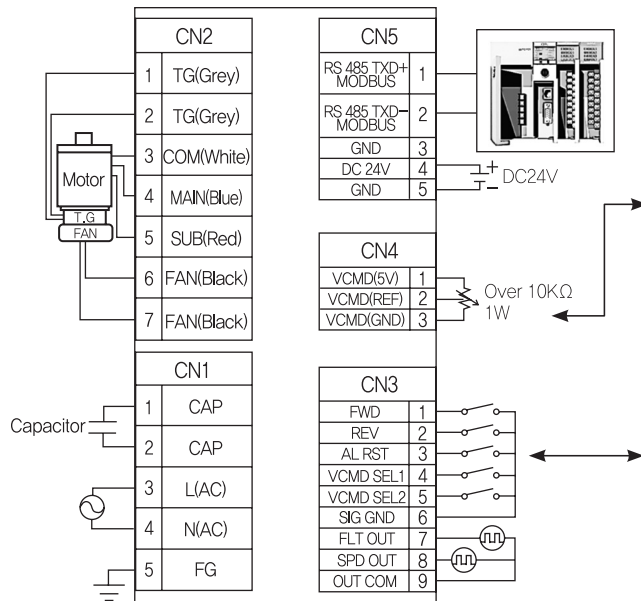 CN2
1 TG(Grey)
2 TG(Grey)
3 COM(White)
4 MAIN(Blue)
5 SUB(Red)
6 FAN(Black)
7 FAN(Black)
Motor
T.G
FAN
CN1
1 CAP
2 CAP
3 L(AC)
4 N(AC)
5 FG
Capacitor
CN5
RS 485 TXD+
MODBUS 1
RS 485 TXD-
MODBUS 2
GND 3
DC 24V 4
GND 5
+
DC24V
−
CN4
VCMD(5V) 1
VCMD(REF) 2
VCMD(GND) 3
Over 10KΩ
1W
CN3
FWD 1
REV 2
AL RST 3
VCMD SEL1 4
VCMD SEL2 5
SIG GND 6
FLT OUT 7
SPD OUT 8
OUT COM 9